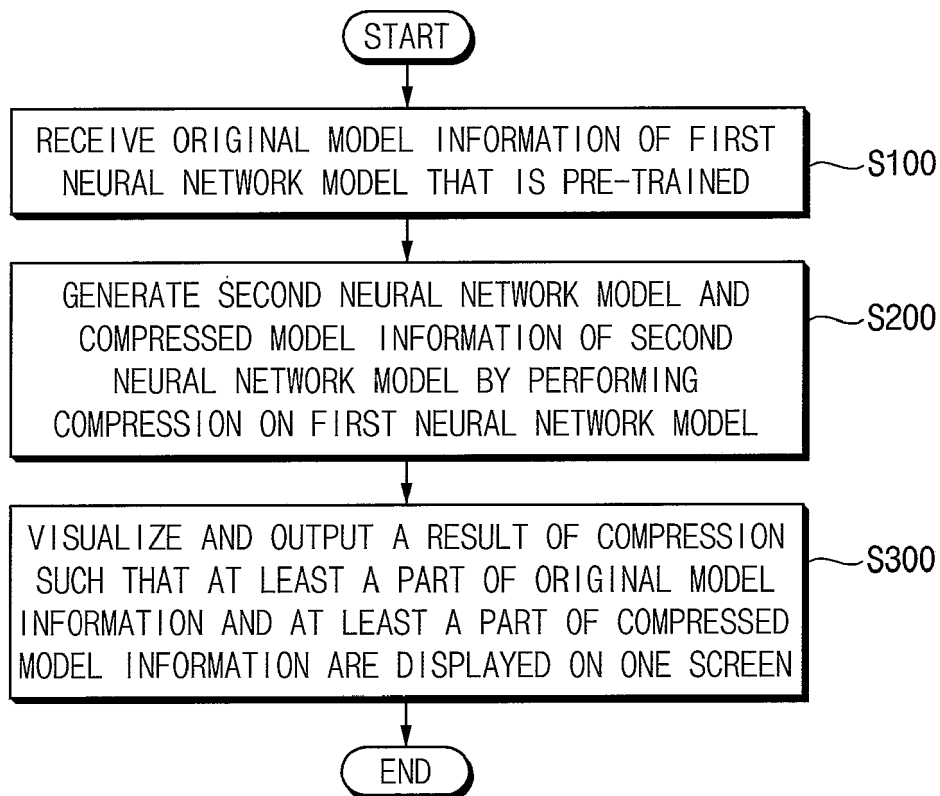 START
RECEIVE ORIGINAL MODEL INFORMATION OF FIRST
NEURAL NETWORK MODEL THAT IS PRE-TRAINED
S100
GENERATE SECOND NEURAL NETWORK MODEL AND
COMPRESSED MODEL INFORMATION OF SECOND
NEURAL NETWORK MODEL BY PERFORMING
COMPRESSION ON FIRST NEURAL NETWORK MODEL
S200
VISUALIZE AND OUTPUT A RESULT OF COMPRESSION
SUCH THAT AT LEAST A PART OF ORIGINAL MODEL
INFORMATION AND AT LEAST A PART OF COMPRESSED
MODEL INFORMATION ARE DISPLAYED ON ONE SCREEN
S300
END